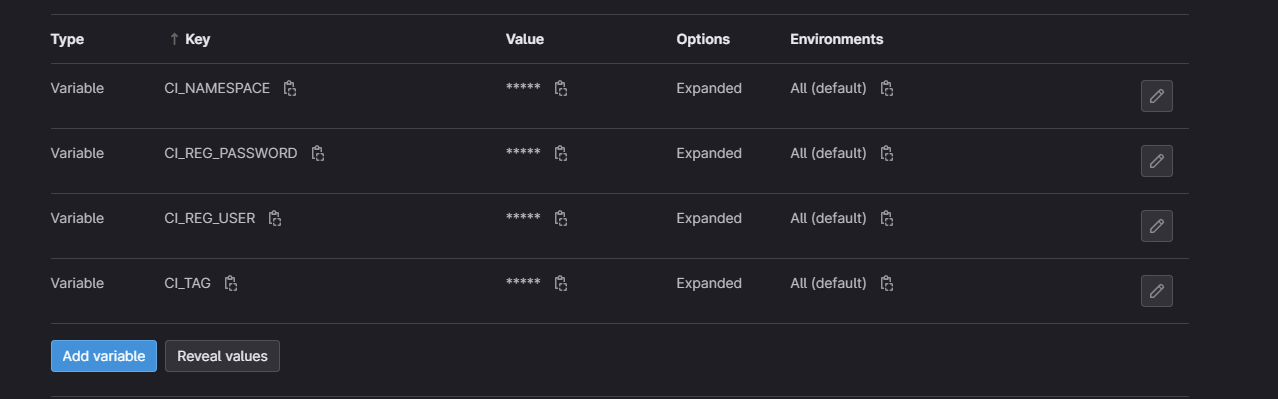 Type ↑ Key Value Options Environments
Variable CI_NAMESPACE ***** Expanded All (default)
Variable CI_REG_PASSWORD ***** Expanded All (default)
Variable CI_REG_USER ***** Expanded All (default)
Variable CI_TAG ***** Expanded All (default)
Add variable Reveal values